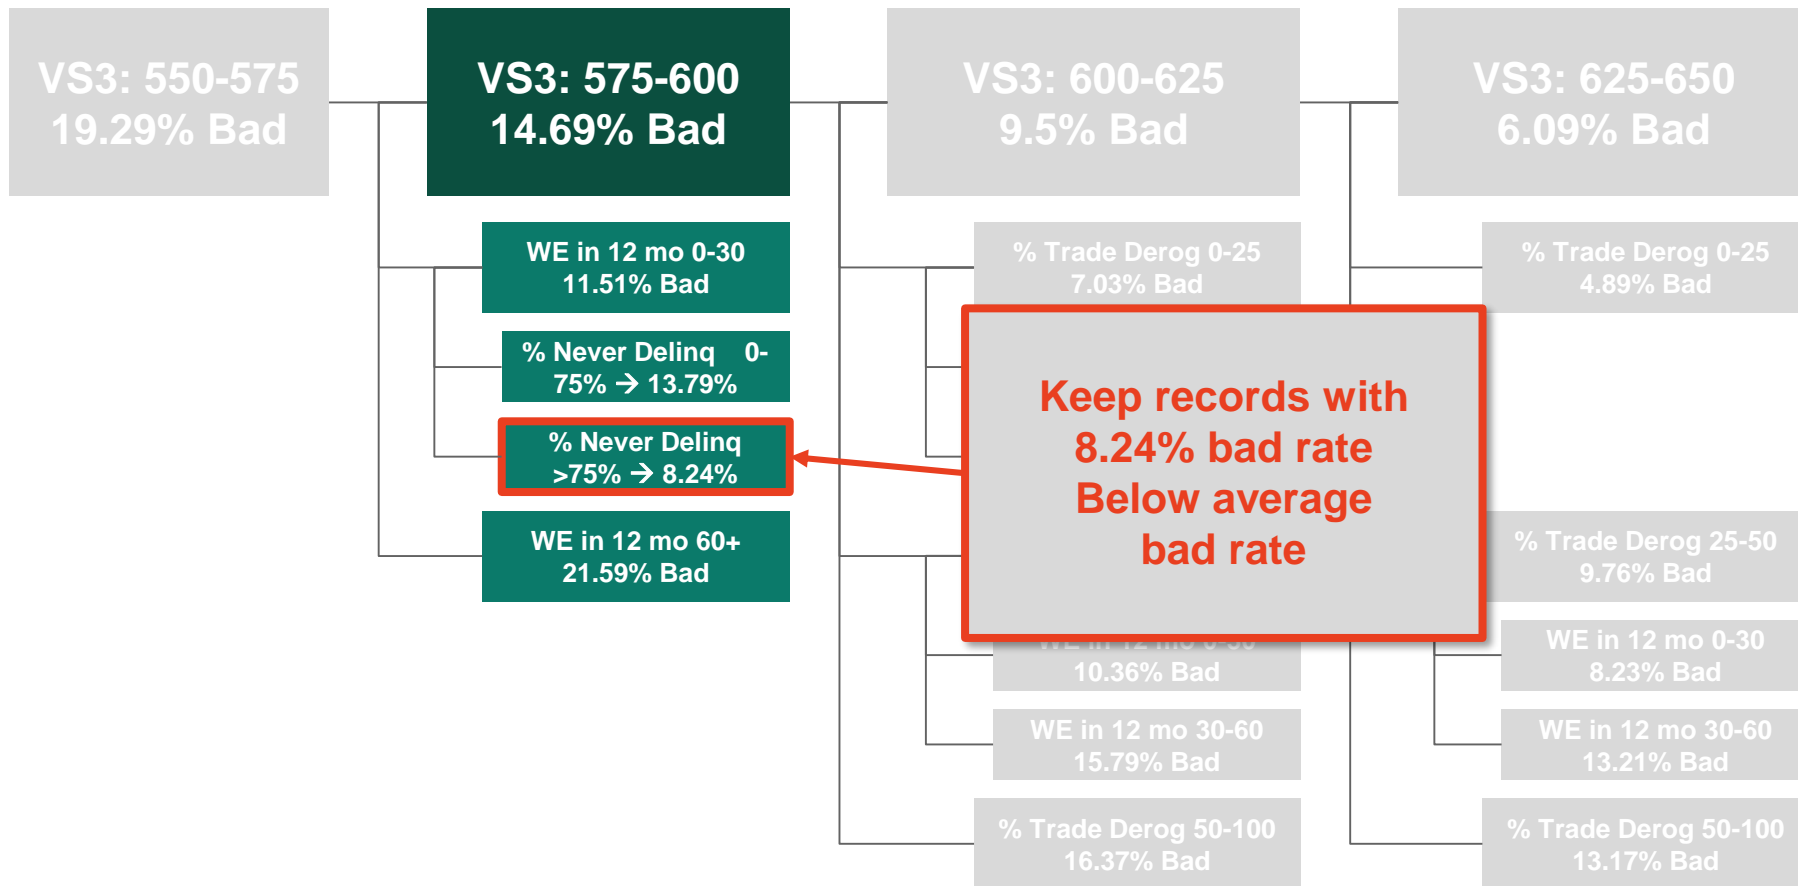 VS3: 550-575
19.29% Bad
VS3: 575-600
14.69% Bad
VS3: 600-625
9.5% Bad
VS3: 625-650
6.09% Bad
WE in 12 mo 0-30
11.51% Bad
% Never Delinq 0-
75% → 13.79%
% Never Delinq
>75% → 8.24%
WE in 12 mo 60+
21.59% Bad
% Trade Derog 0-25
7.03% Bad
Keep records with
8.24% bad rate
Below average
bad rate
WE in 12 mo 0-30
10.36% Bad
WE in 12 mo 30-60
15.79% Bad
% Trade Derog 50-100
16.37% Bad
% Trade Derog 0-25
4.89% Bad
% Trade Derog 25-50
9.76% Bad
WE in 12 mo 0-30
8.23% Bad
WE in 12 mo 30-60
13.21% Bad
% Trade Derog 50-100
13.17% Bad